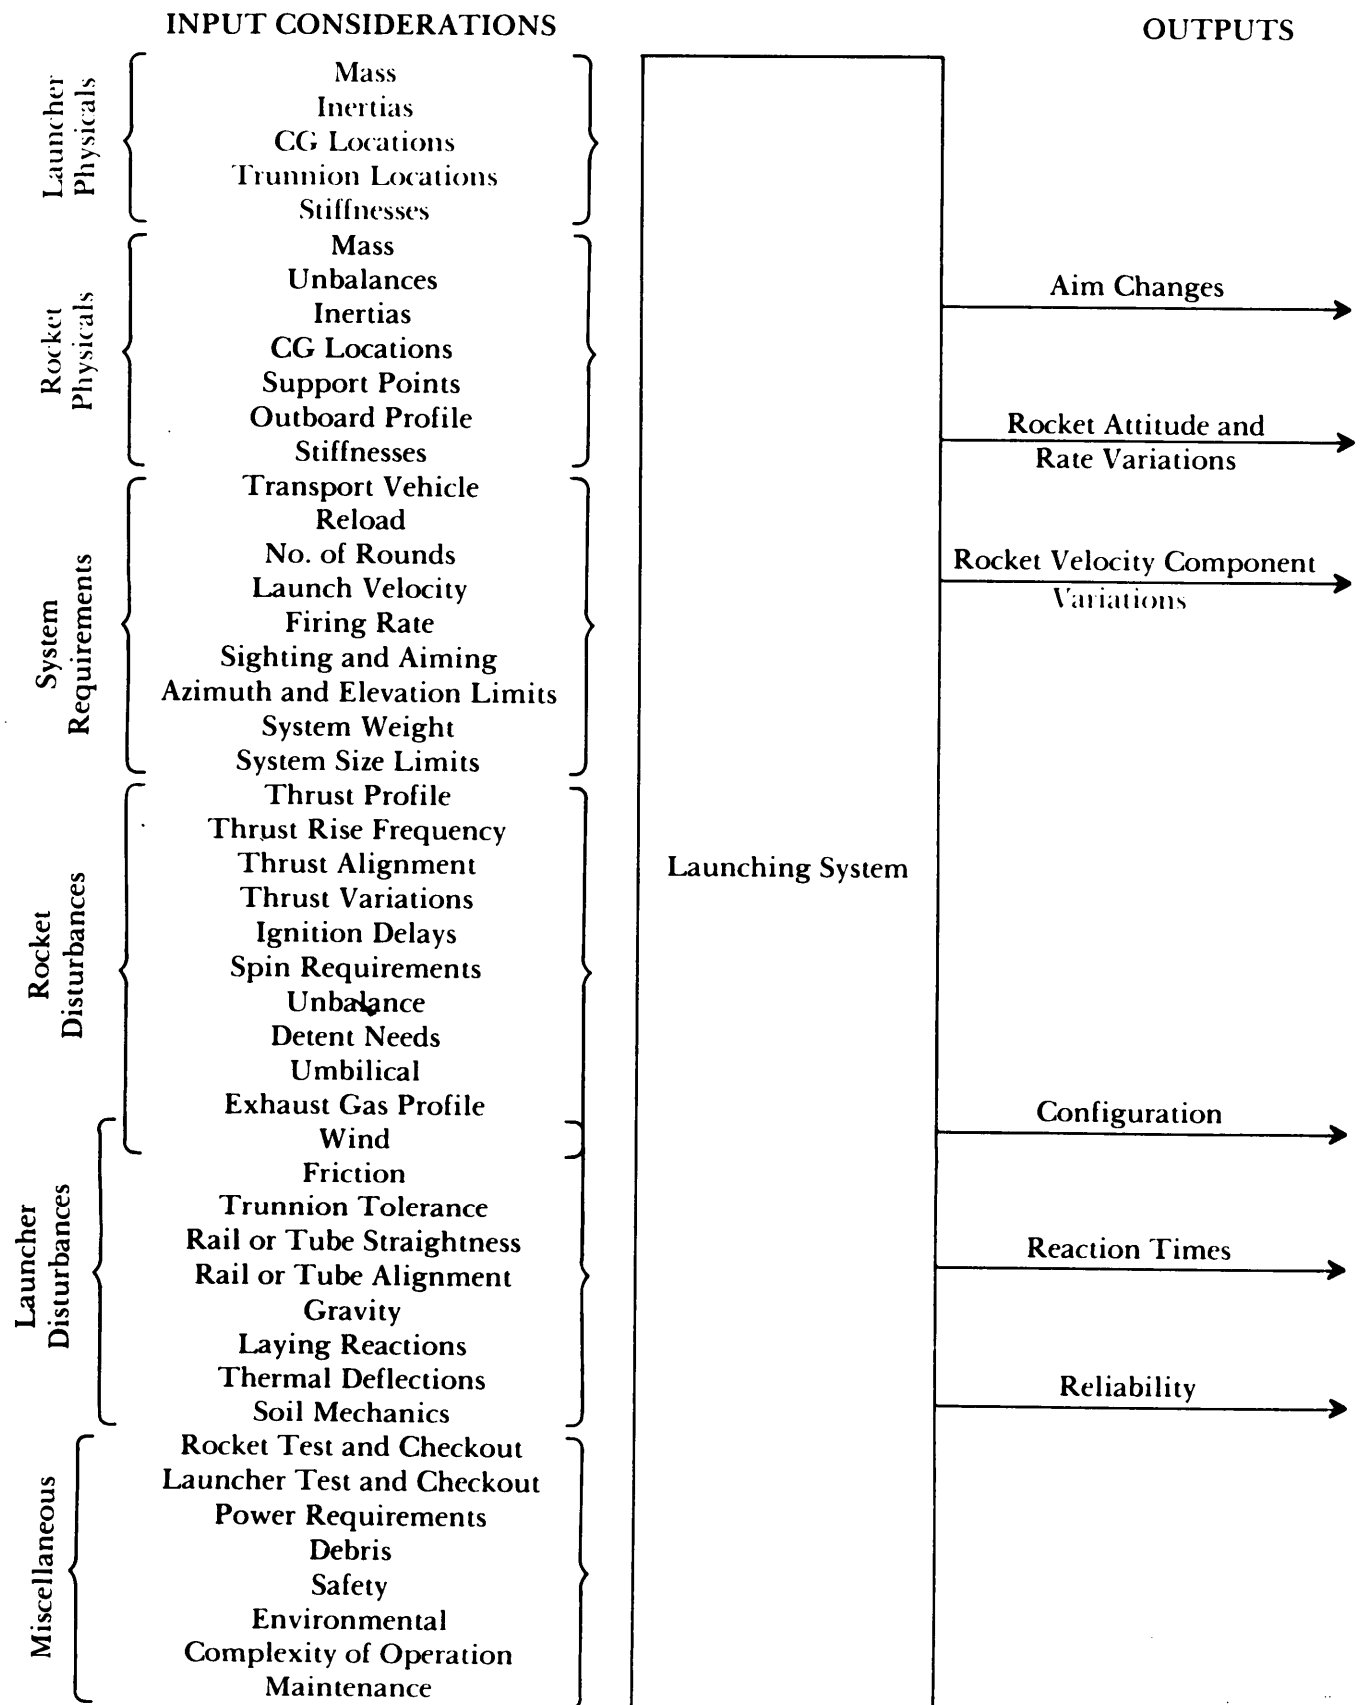 INPUT CONSIDERATIONS
OUTPUTS
Launcher
Physicals
Mass
Inertias
CG Locations
Trunnion Locations
Stiffnesses
Rocket
Physicals
Mass
Unbalances
Inertias
CG Locations
Support Points
Outboard Profile
Stiffnesses
System
Requirements
Transport Vehicle
Reload
No. of Rounds
Launch Velocity
Firing Rate
Sighting and Aiming
Azimuth and Elevation Limits
System Weight
System Size Limits
Rocket
Disturbances
Thrust Profile
Thrust Rise Frequency
Thrust Alignment
Thrust Variations
Ignition Delays
Spin Requirements
Unbalance
Detent Needs
Umbilical
Exhaust Gas Profile
Wind
Launcher
Disturbances
Friction
Trunnion Tolerance
Rail or Tube Straightness
Rail or Tube Alignment
Gravity
Laying Reactions
Thermal Deflections
Soil Mechanics
Miscellaneous
Rocket Test and Checkout
Launcher Test and Checkout
Power Requirements
Debris
Safety
Environmental
Complexity of Operation
Maintenance
Launching System
Aim Changes
Rocket Attitude and
Rate Variations
Rocket Velocity Component
Variations
Configuration
Reaction Times
Reliability